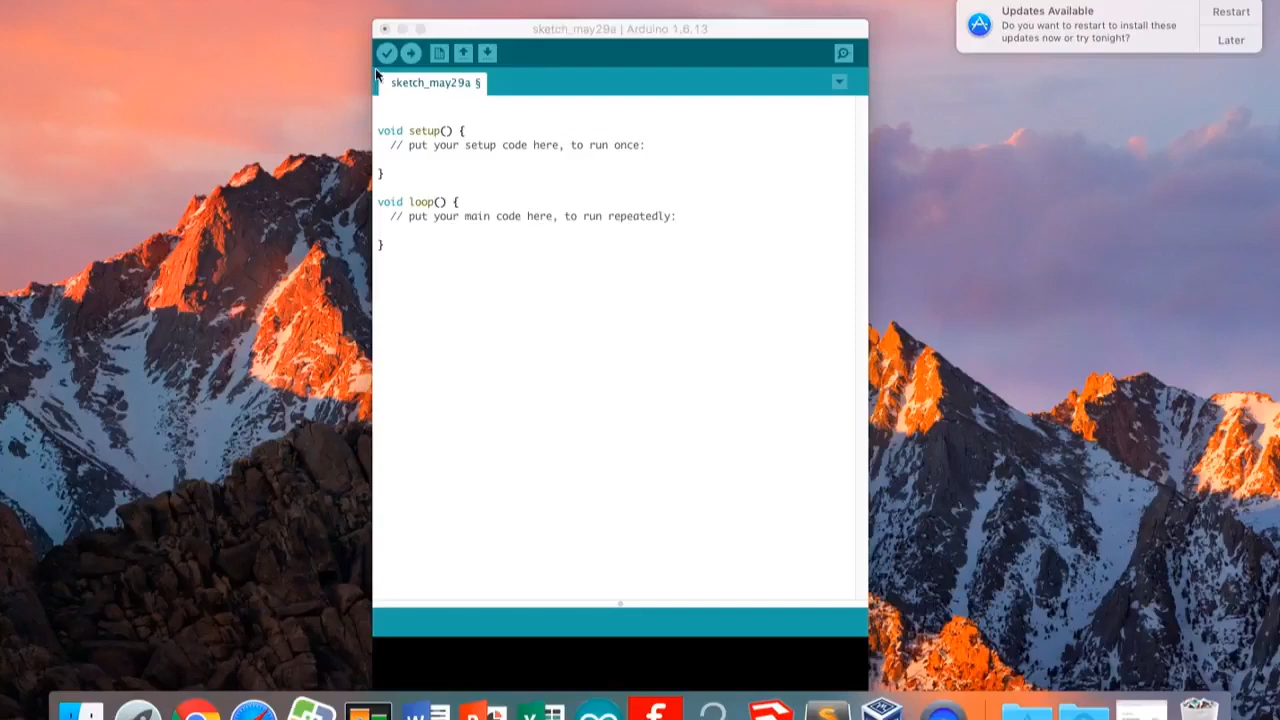 sketch_may29a | Arduino 1.6.13
Updates Available
Do you want to restart to install these
updates now or try tonight?
Restart
Later
sketch_may29a §
void setup() {
// put your setup code here, to run once:
}
void loop() {
// put your main code here, to run repeatedly:
}